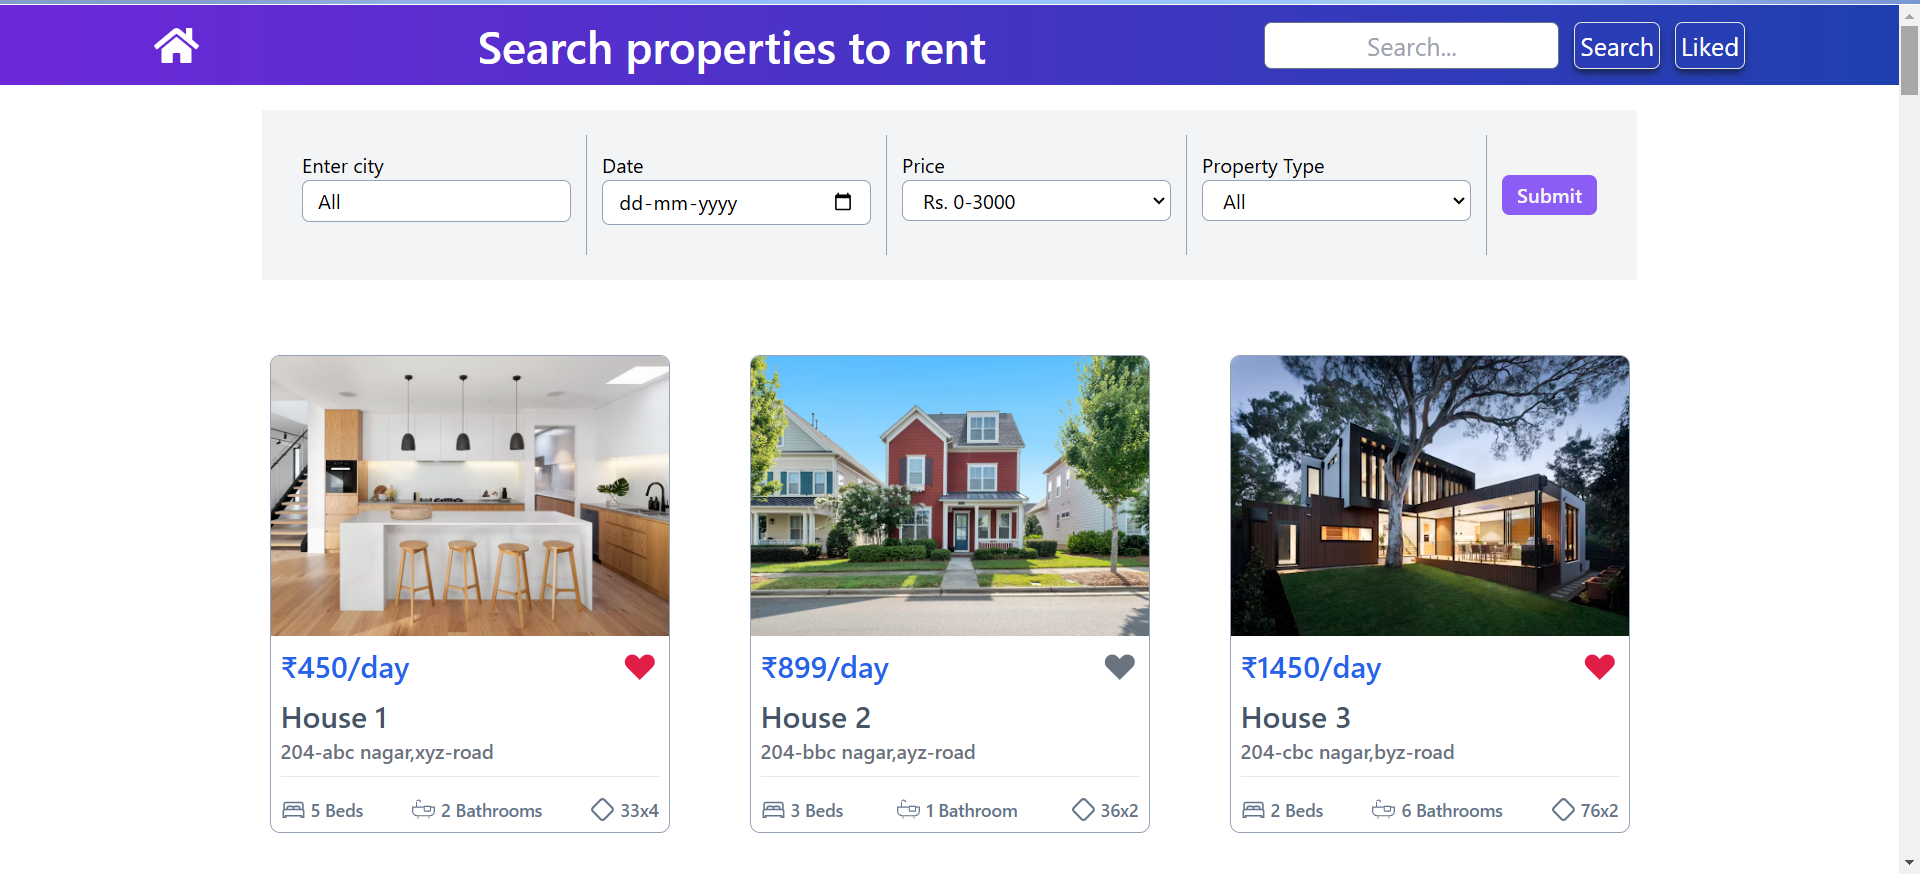 Search properties to rent
Search...
Search
Liked
Enter city
All
Date
dd-mm-yyyy
Price
Rs. 0-3000
Property Type
All
Submit
₹450/day
House 1
204-abc nagar,xyz-road
5 Beds 2 Bathrooms 33x4
₹899/day
House 2
204-bbc nagar,ayz-road
3 Beds 1 Bathroom 36x2
₹1450/day
House 3
204-cbc nagar,byz-road
2 Beds 6 Bathrooms 76x2